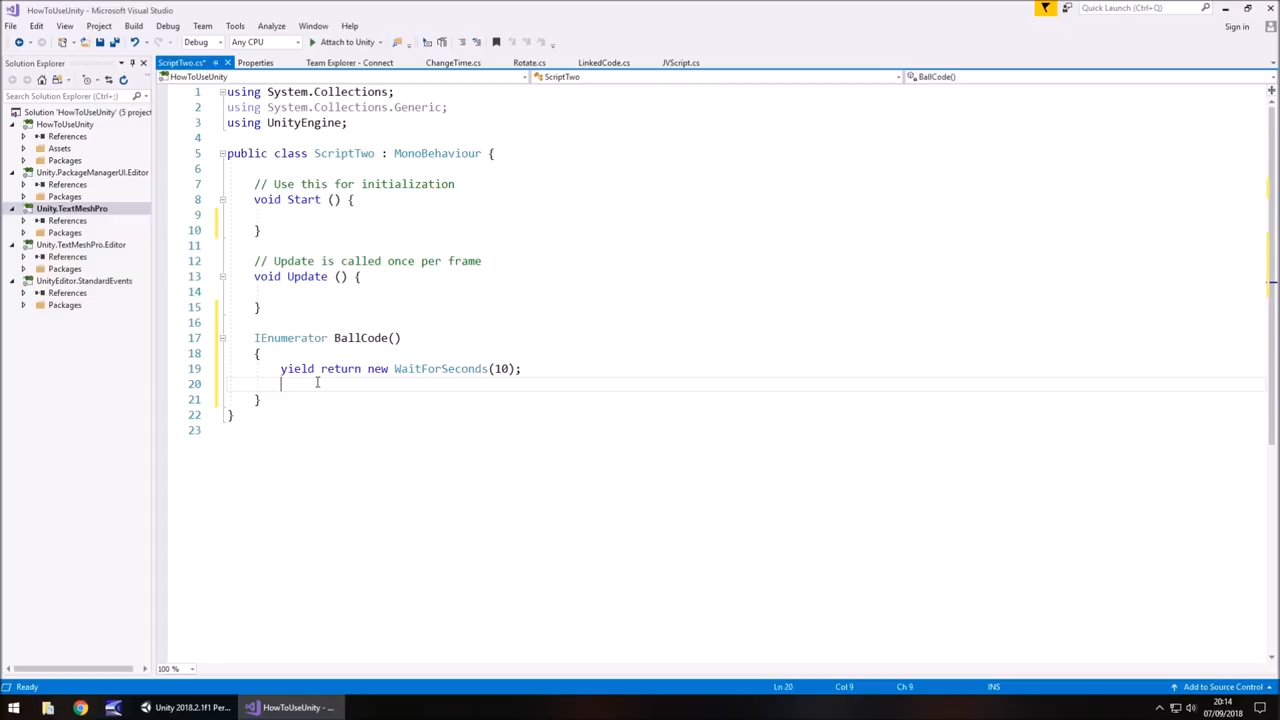 HowToUseUnity - Microsoft Visual Studio
Quick Launch (Ctrl+Q)
File Edit View Project Build Debug Team Tools Analyze Window Help
Sign in
Debug Any CPU Attach to Unity
Solution Explorer
ScriptTwo.cs* Properties Team Explorer - Connect ChangeTime.cs Rotate.cs LinkedCode.cs JVScript.cs
HowToUseUnity ScriptTwo BallCode()
Search Solution Explorer (Ctrl+;)
Solution 'HowToUseUnity' (5 project
HowToUseUnity
References
Assets
Packages
Unity.PackageManagerUI.Editor
References
Packages
Unity.TextMeshPro
References
Packages
Unity.TextMeshPro.Editor
References
Packages
UnityEditor.StandardEvents
References
Packages
1 using System.Collections;
2 using System.Collections.Generic;
3 using UnityEngine;
4
5 public class ScriptTwo : MonoBehaviour {
6
7 // Use this for initialization
8 void Start () {
9
10 }
11
12 // Update is called once per frame
13 void Update () {
14
15 }
16
17 IEnumerator BallCode()
18 {
19 yield return new WaitForSeconds(10);
20
21 }
22 }
23
100 %
Ready Ln 20 Col 9 Ch 9 INS Add to Source Control
Unity 2018.2.1f1 Per... HowToUseUnity - ...
20:14
07/09/2018